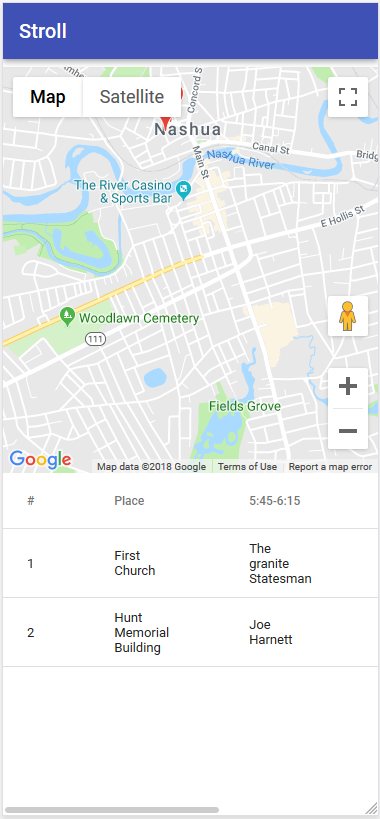 Stroll
Map
Satellite
Concord S
Nashua
Main St
Canal St
Nashua River
Bridg
The River Casino
& Sports Bar
E Hollis St
Woodlawn Cemetery
111
Fields Grove
Google
Map data ©2018 Google
Terms of Use
Report a map error
# Place 5:45-6:15
1
First
Church
The
granite
Statesman
2
Hunt
Memorial
Building
Joe
Harnett